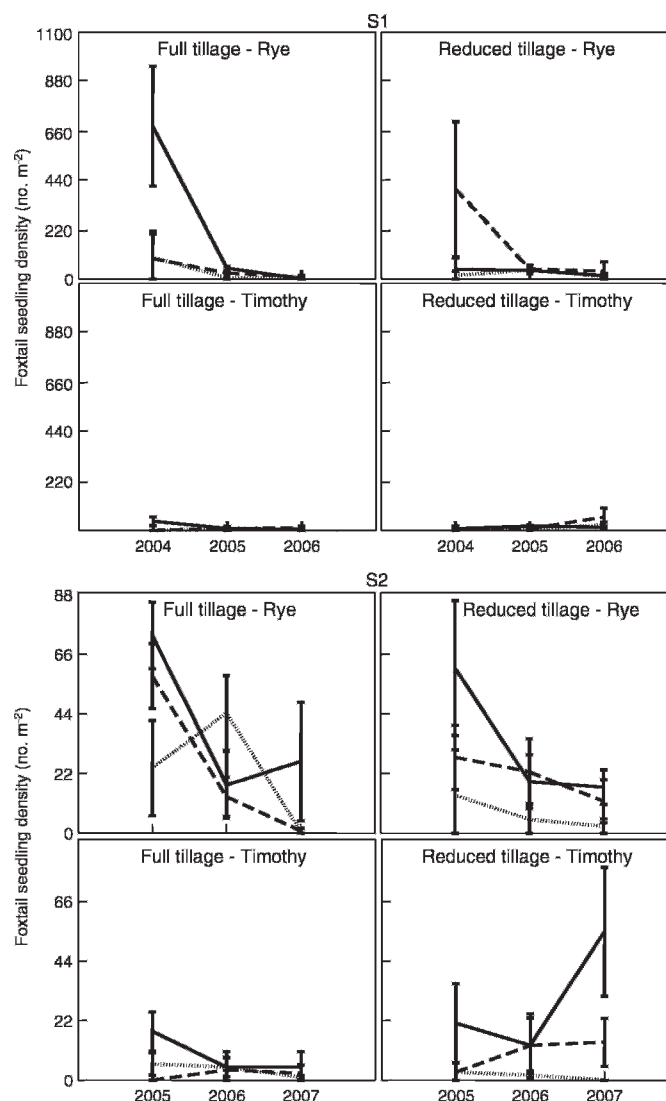 S1
Full tillage - Rye
Reduced tillage - Rye
1100
880
660
440
220
0
Foxtail seedling density (no. m-2)
Full tillage - Timothy
Reduced tillage - Timothy
880
660
440
220
2004 2005 2006
2004 2005 2006
S2
Full tillage - Rye
Reduced tillage - Rye
88
66
44
22
0
Foxtail seedling density (no. m-2)
Full tillage - Timothy
Reduced tillage - Timothy
66
44
22
0
2005 2006 2007
2005 2006 2007